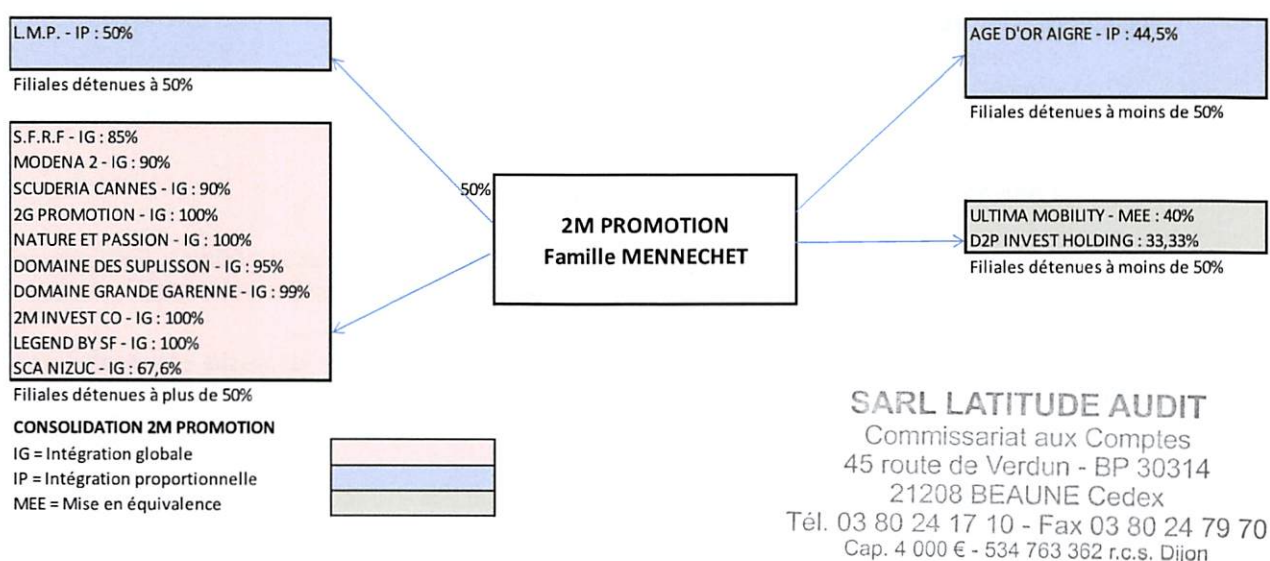 L.M.P. - IP : 50%
Filiales détenues à 50%
S.F.R.F - IG : 85%
MODENA 2 - IG : 90%
SCUDERIA CANNES - IG : 90%
2G PROMOTION - IG : 100%
NATURE ET PASSION - IG : 100%
DOMAINE DES SUPLISSON - IG : 95%
DOMAINE GRANDE GARENNE - IG : 99%
2M INVEST CO - IG : 100%
LEGEND BY SF - IG : 100%
SCA NIZUC - IG : 67,6%
Filiales détenues à plus de 50%
50%
2M PROMOTION
Famille MENNECHET
AGE D'OR AIGRE - IP : 44,5%
Filiales détenues à moins de 50%
ULTIMA MOBILITY - MEE : 40%
D2P INVEST HOLDING : 33,33%
Filiales détenues à moins de 50%
CONSOLIDATION 2M PROMOTION
IG = Intégration globale
IP = Intégration proportionnelle
MEE = Mise en équivalence
SARL LATITUDE AUDIT
Commissariat aux Comptes
45 route de Verdun - BP 30314
21208 BEAUNE Cedex
Tél. 03 80 24 17 10 - Fax 03 80 24 79 70
Cap. 4 000 € - 534 763 362 r.c.s. Dijon